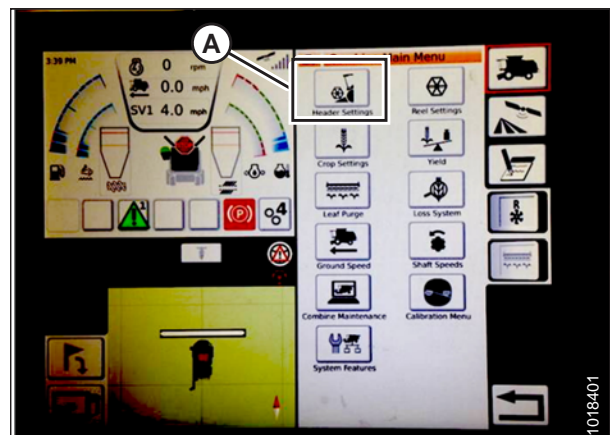 A
3:39 PM
0 rpm
0.0 mph
SV1 4.0 mph
1
(P)
4
Main Menu
Header Settings
Reel Settings
Crop Settings
Yield
Leaf Purge
Loss System
Ground Speed
Shaft Speeds
Combine Maintenance
Calibration Menu
System Features
R
1018401